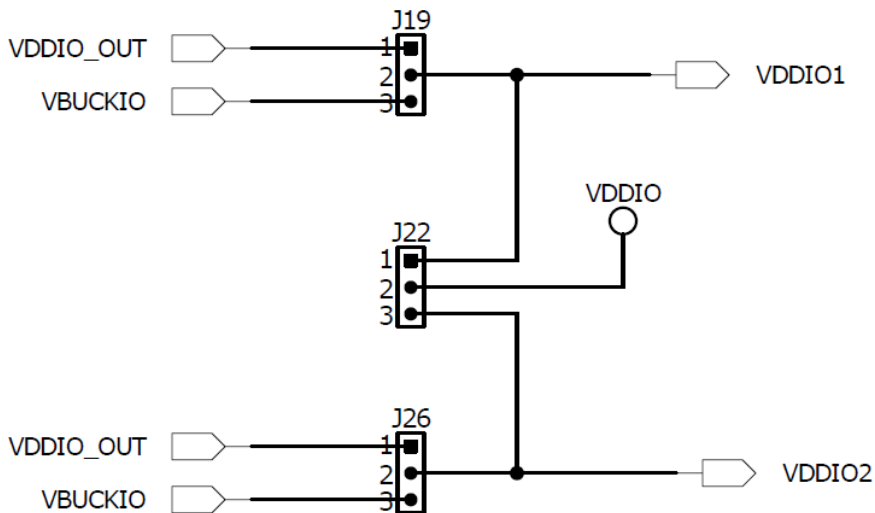 J19
VDDIO_OUT 1
2 VDDIO1
VBUCKIO 3
VDDIO
J22
1
2
3
J26
VDDIO_OUT 1
2 VDDIO2
VBUCKIO 3